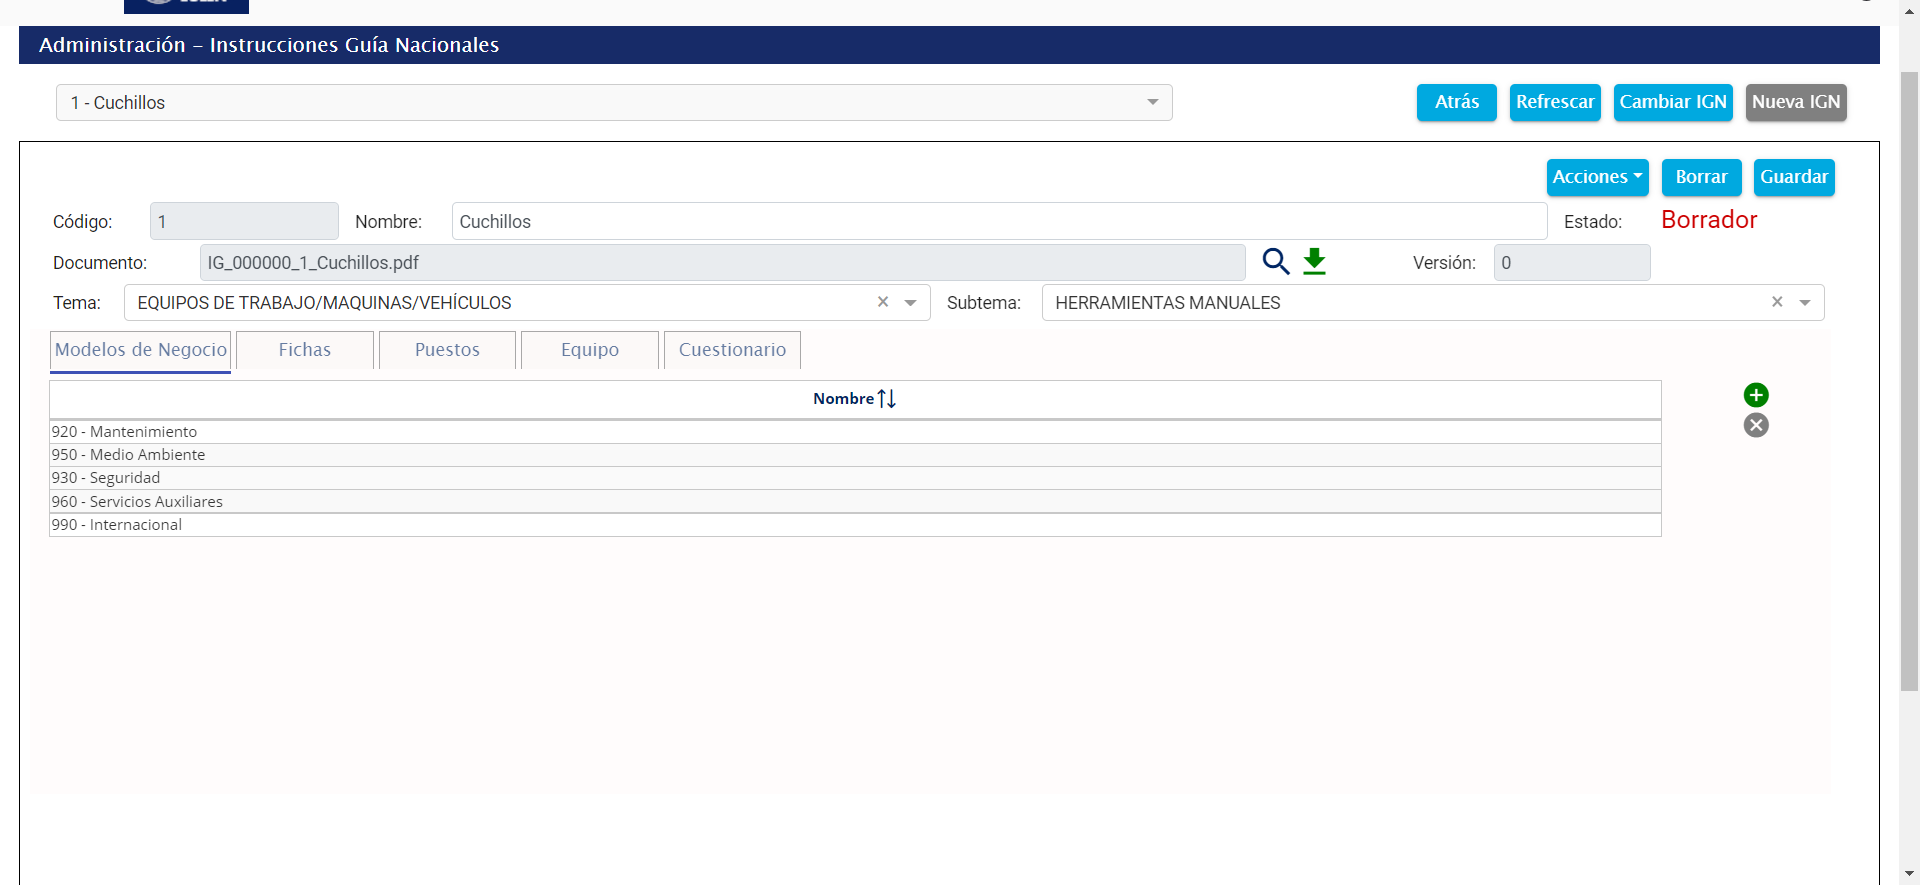 Administración – Instrucciones Guía Nacionales
1 - Cuchillos
Atrás Refrescar Cambiar IGN Nueva IGN
Acciones Borrar Guardar
Código: 1 Nombre: Cuchillos Estado: Borrador
Documento: IG_000000_1_Cuchillos.pdf Versión: 0
Tema: EQUIPOS DE TRABAJO/MAQUINAS/VEHÍCULOS Subtema: HERRAMIENTAS MANUALES
Modelos de Negocio Fichas Puestos Equipo Cuestionario
Nombre
920 - Mantenimiento
950 - Medio Ambiente
930 - Seguridad
960 - Servicios Auxiliares
990 - Internacional